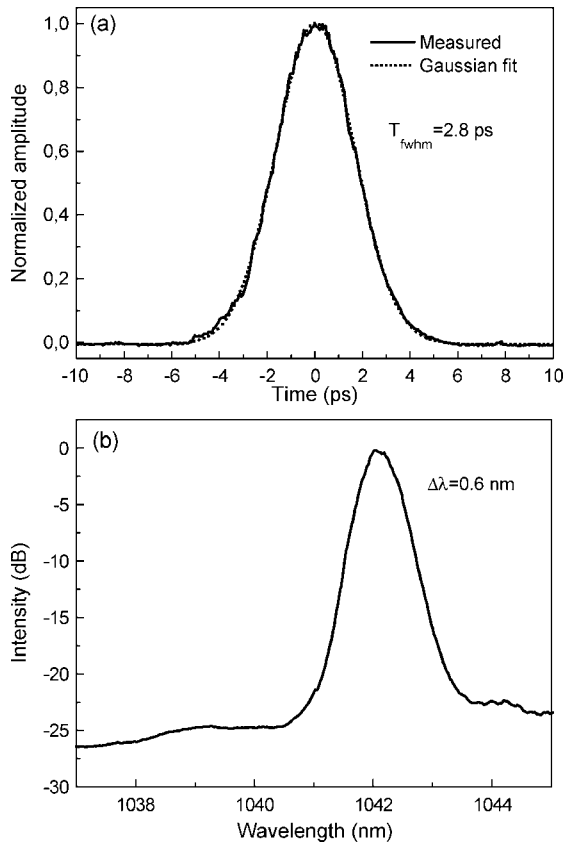 (a)
Measured
Gaussian fit
T_fwhm=2.8 ps
Normalized amplitude
1,0
0,8
0,6
0,4
0,2
0,0
-10 -8 -6 -4 -2 0 2 4 6 8 10
Time (ps)
(b)
Δλ=0.6 nm
Intensity (dB)
0
-5
-10
-15
-20
-25
-30
1038 1040 1042 1044
Wavelength (nm)